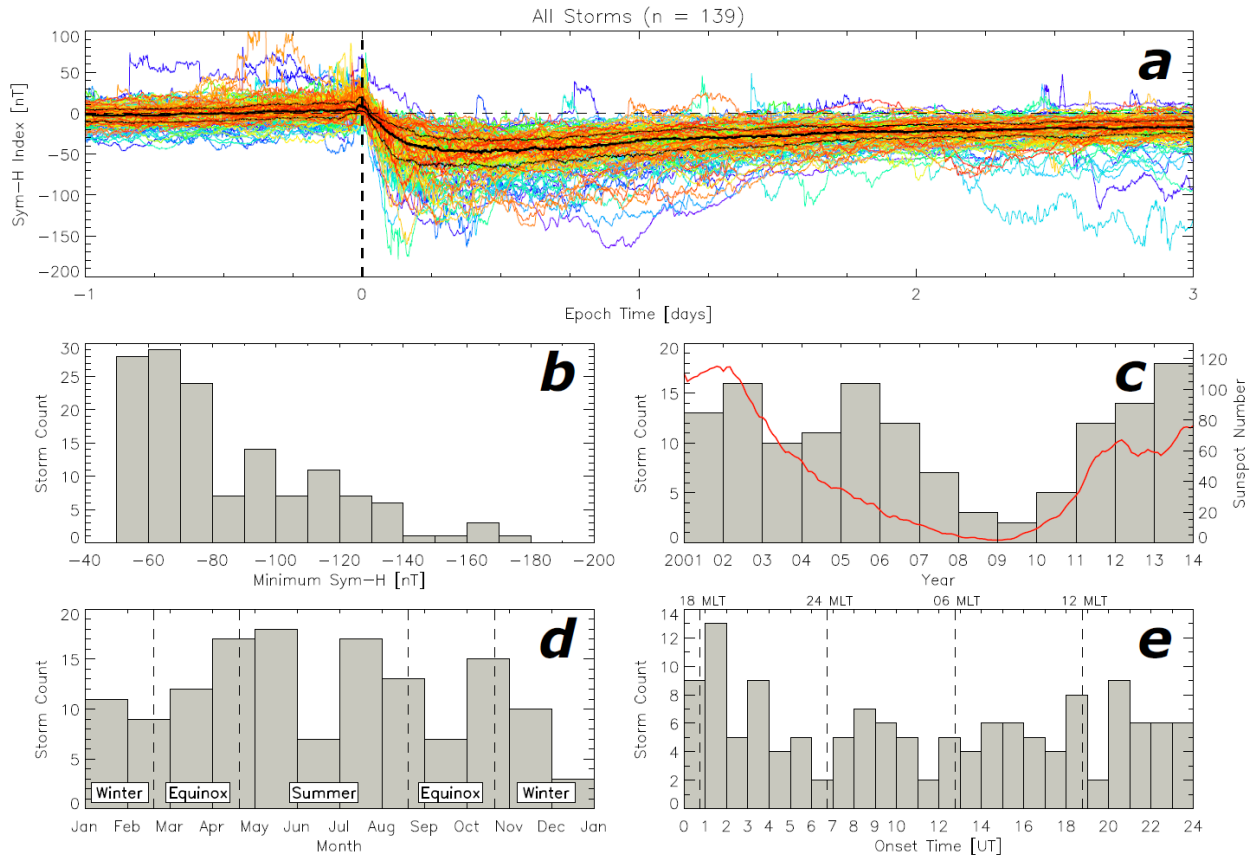 All Storms (n = 139)
a
Sym-H Index [nT]
100
50
0
-50
-100
-150
-200
-1 0 1 2 3
Epoch Time [days]
b
Storm Count
30
25
20
15
10
5
0
-40 -60 -80 -100 -120 -140 -160 -180 -200
Minimum Sym-H [nT]
c
Storm Count
20
15
10
5
0
120
100
80
60
40
20
0
Sunspot Number
2001 02 03 04 05 06 07 08 09 10 11 12 13 14
Year
d
Storm Count
20
15
10
5
0
Winter Equinox Summer Equinox Winter
Jan Feb Mar Apr May Jun Jul Aug Sep Oct Nov Dec Jan
Month
18 MLT 24 MLT 06 MLT 12 MLT
e
Storm Count
14
12
10
8
6
4
2
0
0 1 2 3 4 5 6 7 8 9 10 12 14 16 18 20 22 24
Onset Time [UT]